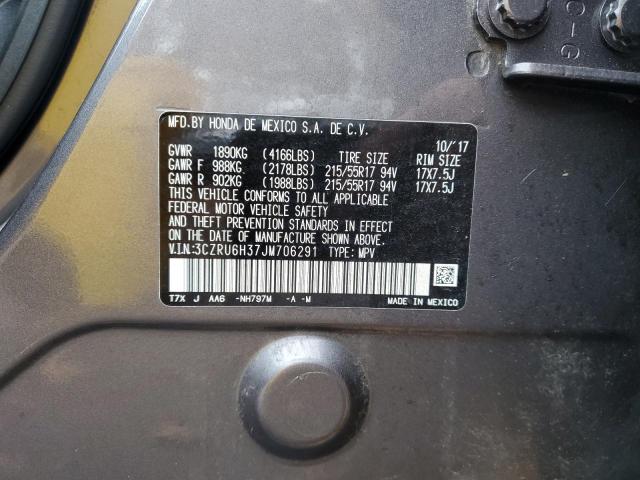 MFD.BY HONDA DE MEXICO S.A. DE C.V.
10/'17
GVWR 1890KG (4166LBS) TIRE SIZE RIM SIZE
GAWR F 988KG (2178LBS) 215/55R17 94V 17X7.5J
GAWR R 902KG (1988LBS) 215/55R17 94V 17X7.5J
THIS VEHICLE CONFORMS TO ALL APPLICABLE
FEDERAL MOTOR VEHICLE SAFETY
AND THEFT PREVENTION STANDARDS IN EFFECT
ON THE DATE OF MANUFACTURE SHOWN ABOVE.
V.I.N.:3CZRU6H37JM706291 TYPE: MPV
T7X J AA6 -NH797M -A -M MADE IN MEXICO